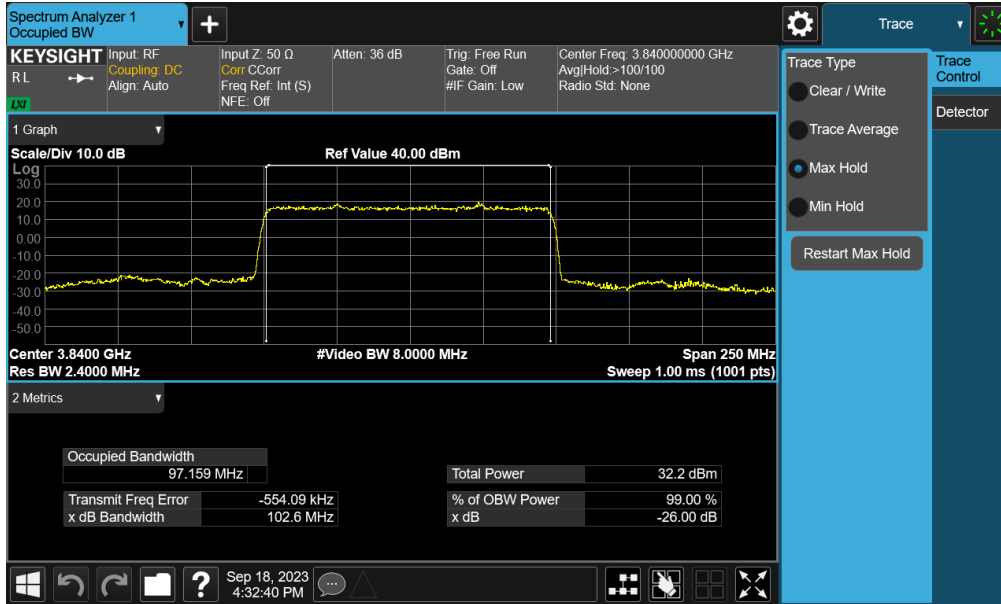 Spectrum Analyzer 1
Occupied BW
+
Trace
KEYSIGHT
R L
LXI
Input: RF
Coupling: DC
Align: Auto
Input Z: 50 Ω
Corr CCorr
Freq Ref: Int (S)
NFE: Off
Atten: 36 dB
Trig: Free Run
Gate: Off
#IF Gain: Low
Center Freq: 3.840000000 GHz
Avg|Hold:>100/100
Radio Std: None
Trace Type
Clear / Write
Trace Average
Max Hold
Min Hold
Restart Max Hold
Trace
Control
Detector
1 Graph
Scale/Div 10.0 dB
Ref Value 40.00 dBm
Log
30.0
20.0
10.0
0.00
-10.0
-20.0
-30.0
-40.0
-50.0
Center 3.8400 GHz
#Video BW 8.0000 MHz
Span 250 MHz
Res BW 2.4000 MHz
Sweep 1.00 ms (1001 pts)
2 Metrics
Occupied Bandwidth
97.159 MHz
Total Power 32.2 dBm
Transmit Freq Error -554.09 kHz
% of OBW Power 99.00 %
x dB Bandwidth 102.6 MHz
x dB -26.00 dB
?
Sep 18, 2023
4:32:40 PM